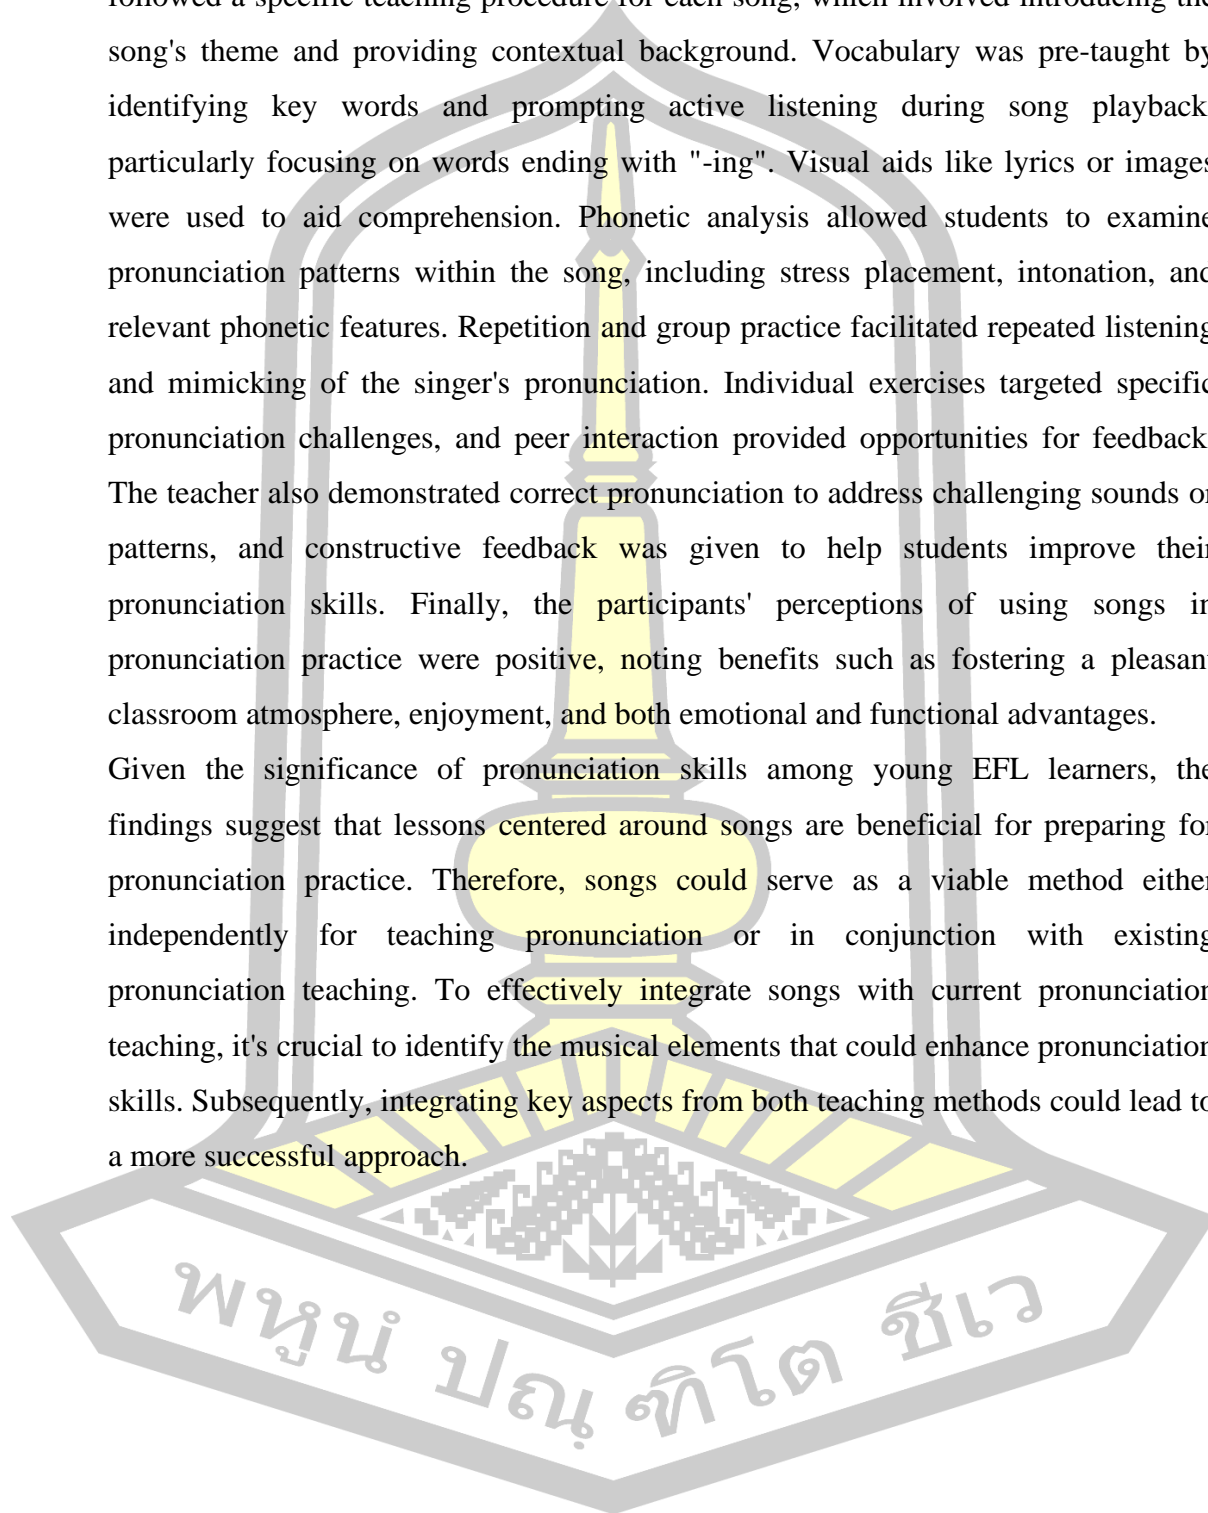 followed a specific teaching procedure for each song, which involved introducing the
song's theme and providing contextual background. Vocabulary was pre-taught by
identifying key words and prompting active listening during song playback
particularly focusing on words ending with "-ing". Visual aids like lyrics or images
were used to aid comprehension. Phonetic analysis allowed students to examine
pronunciation patterns within the song, including stress placement, intonation, and
relevant phonetic features. Repetition and group practice facilitated repeated listening
and mimicking of the singer's pronunciation. Individual exercises targeted specific
pronunciation challenges, and peer interaction provided opportunities for feedback
The teacher also demonstrated correct pronunciation to address challenging sounds or
patterns, and constructive feedback was given to help students improve their
pronunciation skills. Finally, the participants' perceptions of using songs in
pronunciation practice were positive, noting benefits such as fostering a pleasant
classroom atmosphere, enjoyment, and both emotional and functional advantages.
Given the significance of pronunciation skills among young EFL learners, the
findings suggest that lessons centered around songs are beneficial for preparing for
pronunciation practice. Therefore, songs could serve as a viable method either
independently for teaching pronunciation or in conjunction with existing
pronunciation teaching. To effectively integrate songs with current pronunciation
teaching, it's crucial to identify the musical elements that could enhance pronunciation
skills. Subsequently, integrating key aspects from both teaching methods could lead to
a more successful approach.
พหูนํ ปณฺฑิโต ชีเว